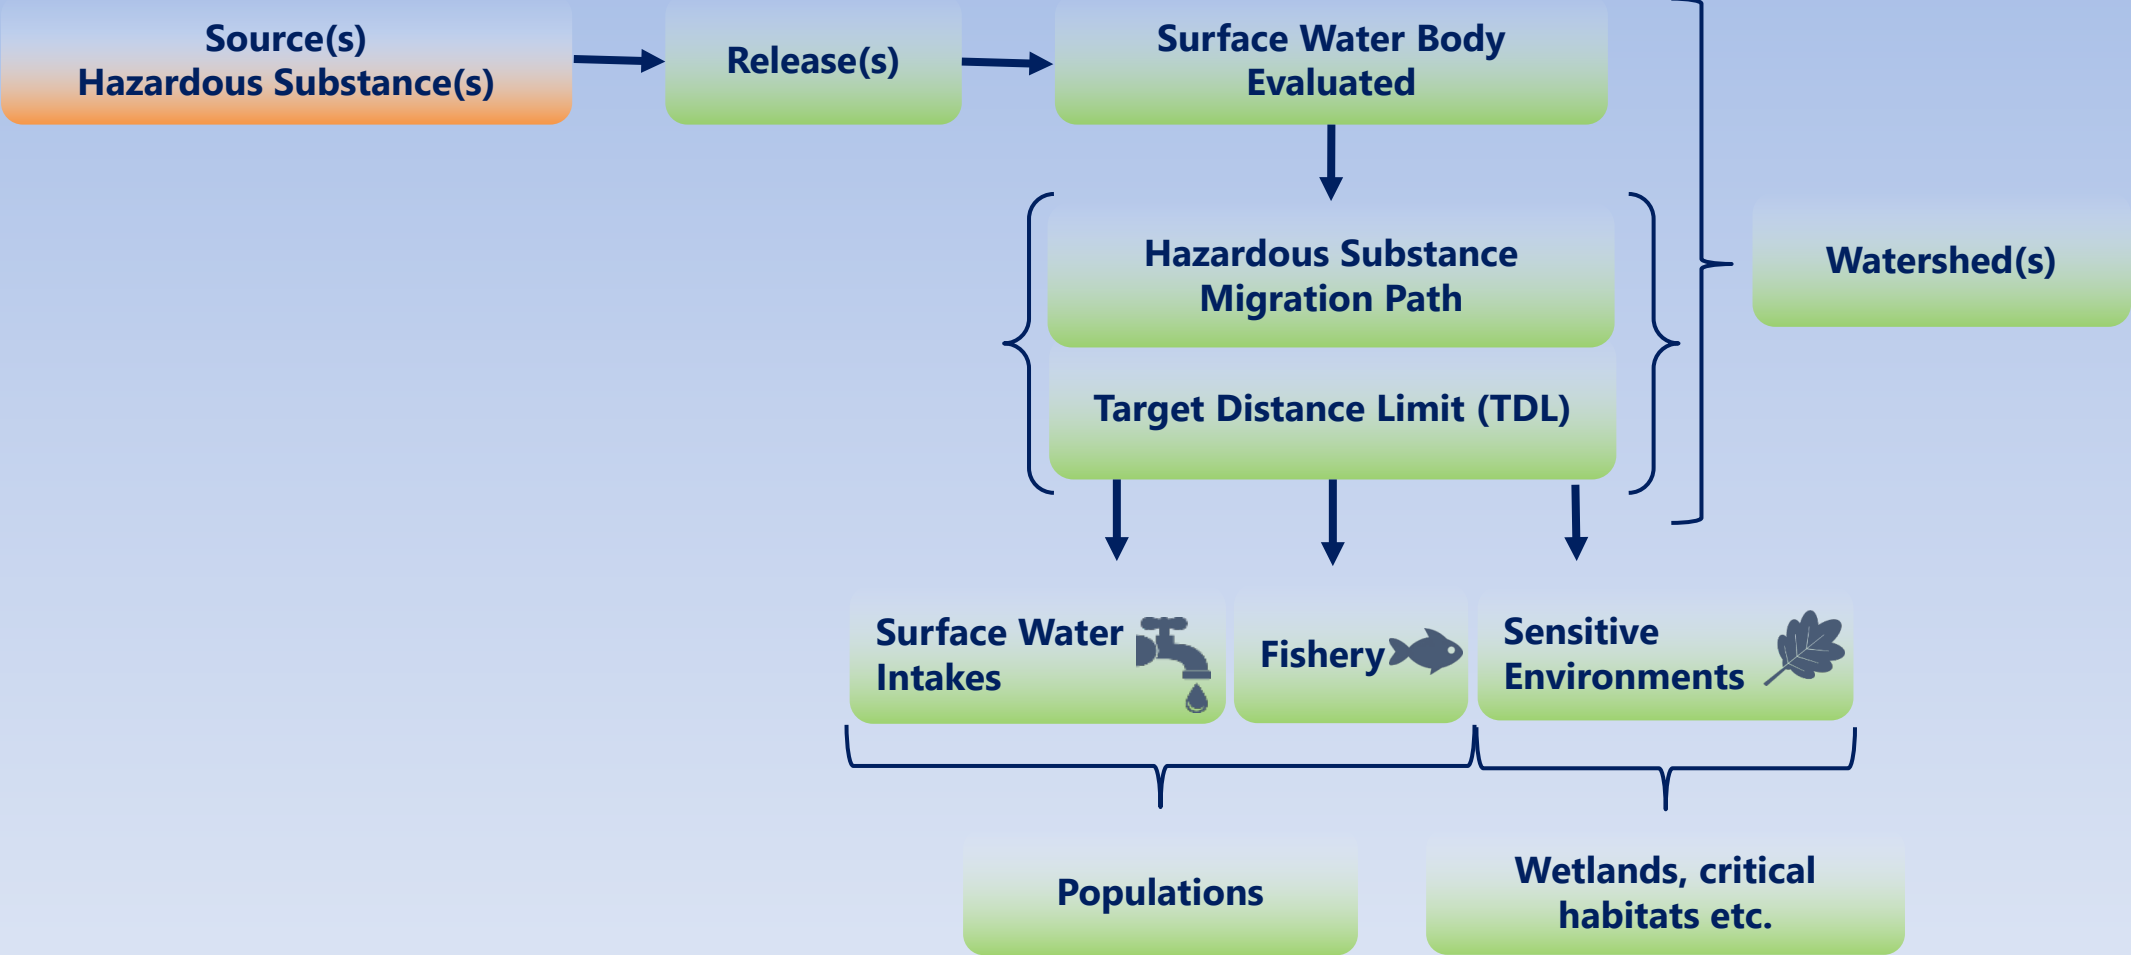 Source(s)
Hazardous Substance(s)
Release(s)
Surface Water Body
Evaluated
Hazardous Substance
Migration Path
Target Distance Limit (TDL)
Watershed(s)
Surface Water
Intakes
Fishery
Sensitive
Environments
Populations
Wetlands, critical
habitats etc.